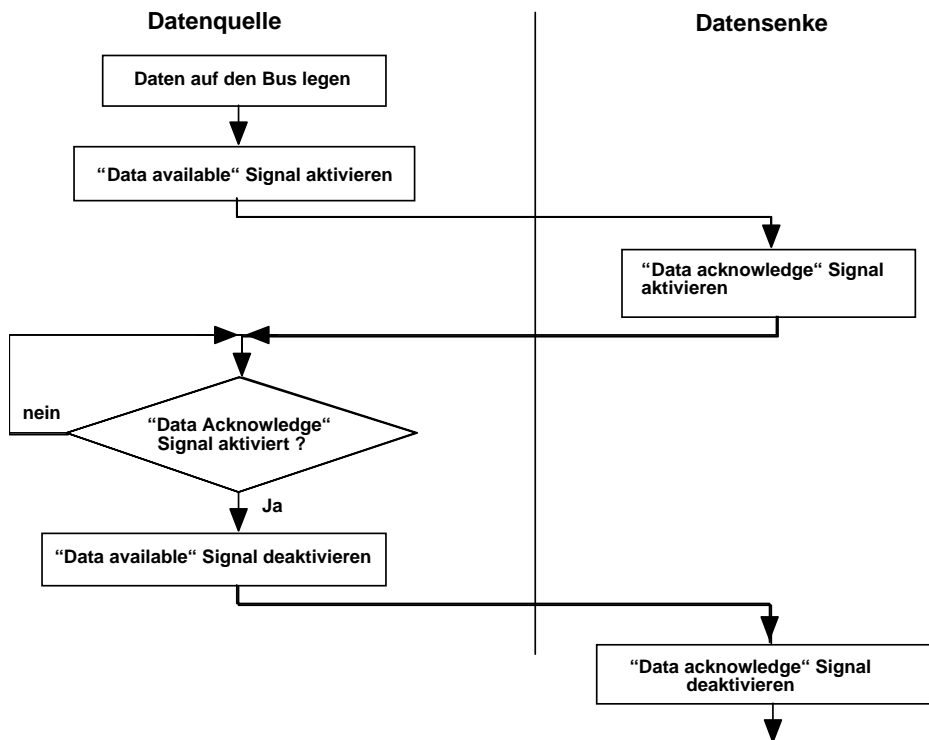 Datenquelle
Datensenke
Daten auf den Bus legen
“Data available“ Signal aktivieren
“Data acknowledge“ Signal
aktivieren
nein
“Data Acknowledge“
Signal aktiviert ?
Ja
“Data available“ Signal deaktivieren
“Data acknowledge“ Signal
deaktivieren